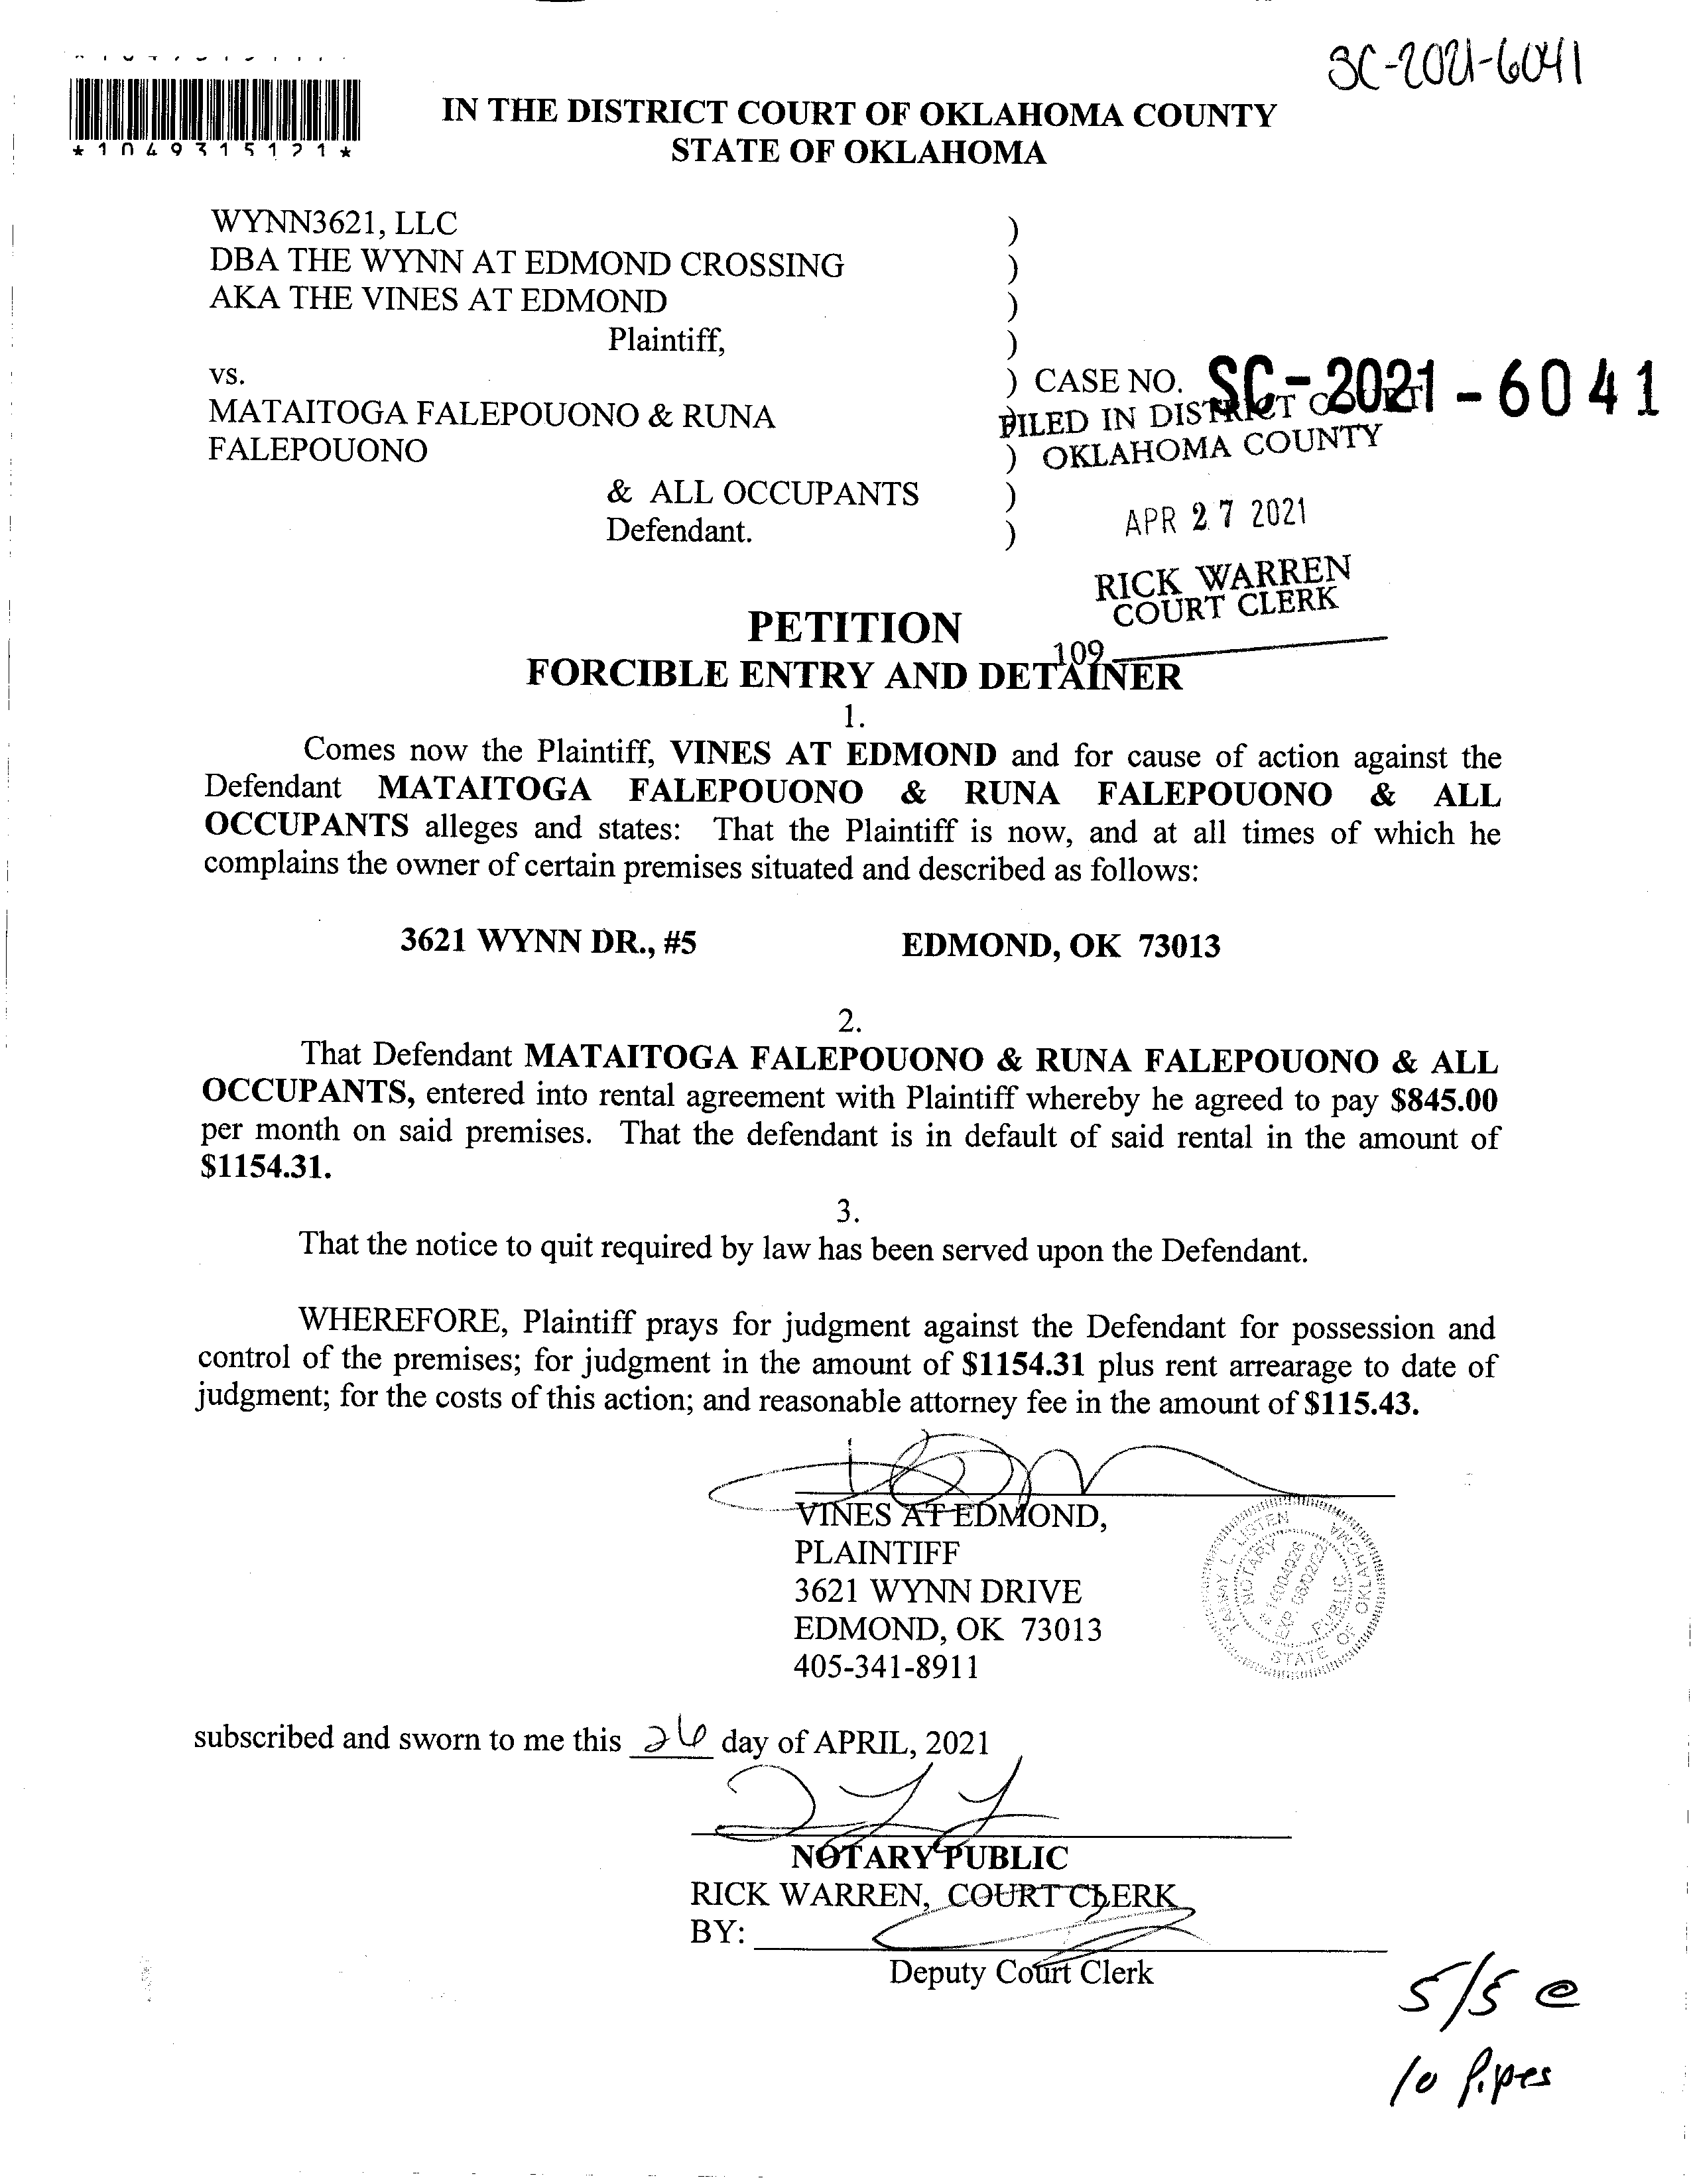 SC-2021-6041
*1049315121*
IN THE DISTRICT COURT OF OKLAHOMA COUNTY
STATE OF OKLAHOMA
WYNN3621, LLC )
DBA THE WYNN AT EDMOND CROSSING )
AKA THE VINES AT EDMOND )
Plaintiff, )
vs. ) CASE NO. SC-2021-6041
MATAITOGA FALEPOUONO & RUNA ) FILED IN DISTRICT COURT
FALEPOUONO ) OKLAHOMA COUNTY
& ALL OCCUPANTS )
Defendant. ) APR 27 2021
RICK WARREN
COURT CLERK
PETITION
109
FORCIBLE ENTRY AND DETAINER
1.
Comes now the Plaintiff, VINES AT EDMOND and for cause of action against the
Defendant MATAITOGA FALEPOUONO & RUNA FALEPOUONO & ALL
OCCUPANTS alleges and states: That the Plaintiff is now, and at all times of which he
complains the owner of certain premises situated and described as follows:
3621 WYNN DR., #5 EDMOND, OK 73013
2.
That Defendant MATAITOGA FALEPOUONO & RUNA FALEPOUONO & ALL
OCCUPANTS, entered into rental agreement with Plaintiff whereby he agreed to pay $845.00
per month on said premises. That the defendant is in default of said rental in the amount of
$1154.31.
3.
That the notice to quit required by law has been served upon the Defendant.
WHEREFORE, Plaintiff prays for judgment against the Defendant for possession and
control of the premises; for judgment in the amount of $1154.31 plus rent arrearage to date of
judgment; for the costs of this action; and reasonable attorney fee in the amount of $115.43.
VINES AT EDMOND,
PLAINTIFF
3621 WYNN DRIVE
EDMOND, OK 73013
405-341-8911
TAMMY L. LISTEN
NOTARY PUBLIC
# 14004026
EXP. 05/02/22
STATE OF OKLAHOMA
subscribed and sworn to me this 26 day of APRIL, 2021
NOTARY PUBLIC
RICK WARREN, COURT CLERK
BY:
Deputy Court Clerk
5/5 @
10 Pipes